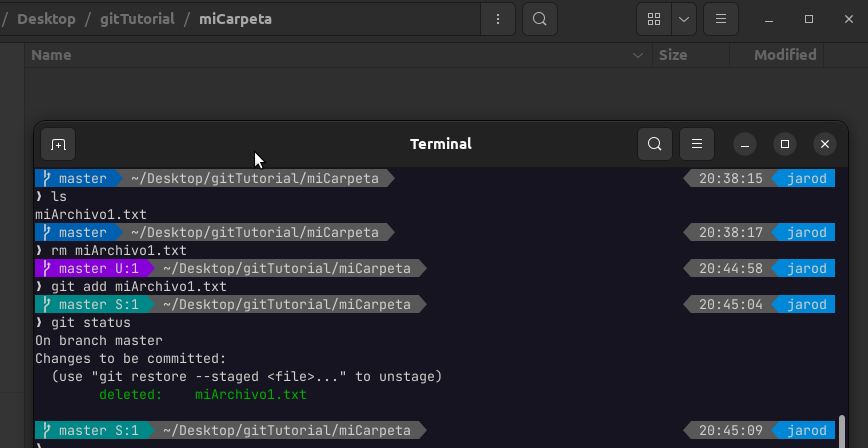 / Desktop / gitTutorial / miCarpeta
Name Size Modified
Terminal
master ~/Desktop/gitTutorial/miCarpeta 20:38:15 jarod
❯ ls
miArchivo1.txt
master ~/Desktop/gitTutorial/miCarpeta 20:38:17 jarod
❯ rm miArchivo1.txt
master U:1 ~/Desktop/gitTutorial/miCarpeta 20:44:58 jarod
❯ git add miArchivo1.txt
master S:1 ~/Desktop/gitTutorial/miCarpeta 20:45:04 jarod
❯ git status
On branch master
Changes to be committed:
(use "git restore --staged <file>..." to unstage)
deleted: miArchivo1.txt
master S:1 ~/Desktop/gitTutorial/miCarpeta 20:45:09 jarod